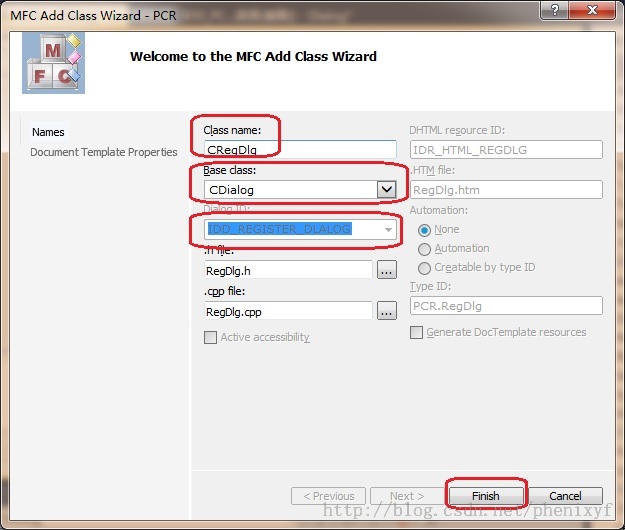 MFC Add Class Wizard - PCR
MFC
Welcome to the MFC Add Class Wizard
Names
Document Template Properties
Class name:
CRegDlg
Base class:
CDialog
Dialog ID:
IDD_REGISTER_DLALOG
.h file:
RegDlg.h
...
.cpp file:
RegDlg.cpp
...
Active accessibility
DHTML resource ID:
IDR_HTML_REGDLG
.HTM file:
RegDlg.htm
Automation:
None
Automation
Creatable by type ID
Type ID:
PCR.RegDlg
Generate DocTemplate resources
< Previous
Next >
Finish
Cancel
http://blog.csdn.net/phenixyf